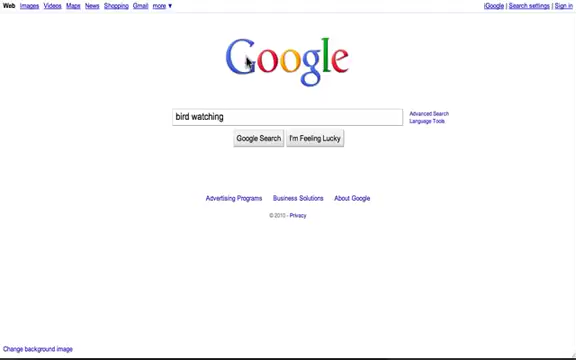 Web Images Videos Maps News Shopping Gmail more ▼
iGoogle | Search settings | Sign in
Google
bird watching
Advanced Search
Language Tools
Google Search I'm Feeling Lucky
Advertising Programs Business Solutions About Google
© 2010 - Privacy
Change background image